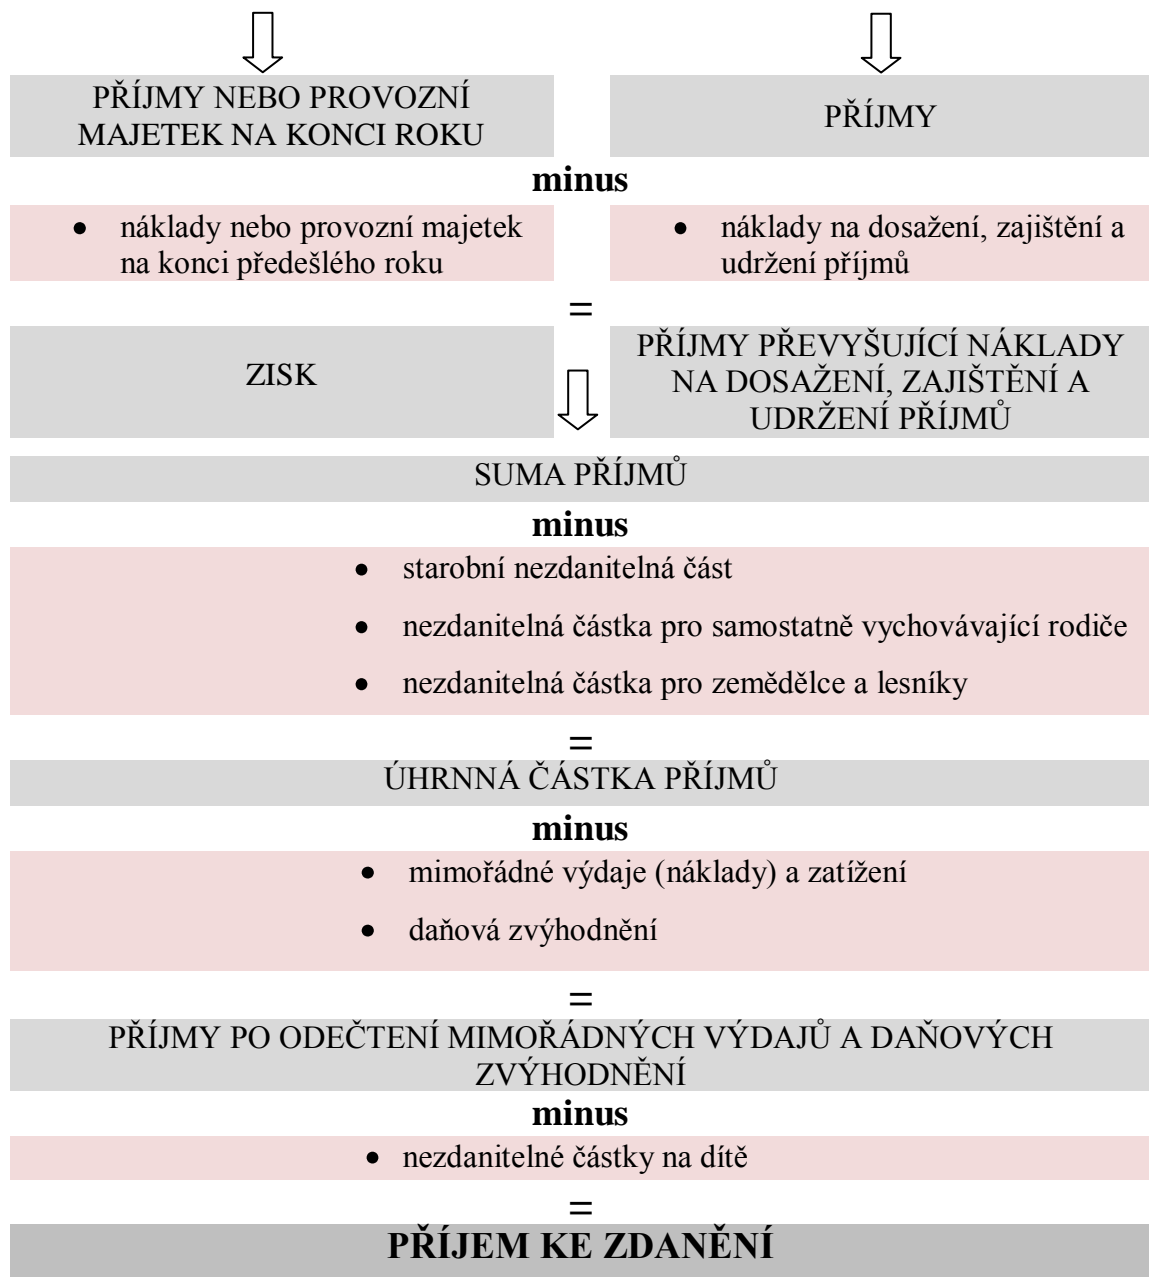 PŘÍJMY NEBO PROVOZNÍ
MAJETEK NA KONCI ROKU
PŘÍJMY
minus
• náklady nebo provozní majetek
na konci předešlého roku
• náklady na dosažení, zajištění a
udržení příjmů
=
ZISK
PŘÍJMY PŘEVYŠUJÍCÍ NÁKLADY
NA DOSAŽENÍ, ZAJIŠTĚNÍ A
UDRŽENÍ PŘÍJMŮ
SUMA PŘÍJMŮ
minus
• starobní nezdanitelná část
• nezdanitelná částka pro samostatně vychovávající rodiče
• nezdanitelná částka pro zemědělce a lesníky
=
ÚHRNNÁ ČÁSTKA PŘÍJMŮ
minus
• mimořádné výdaje (náklady) a zatížení
• daňová zvýhodnění
=
PŘÍJMY PO ODEČTENÍ MIMOŘÁDNÝCH VÝDAJŮ A DAŇOVÝCH
ZVÝHODNĚNÍ
minus
• nezdanitelné částky na dítě
=
PŘÍJEM KE ZDANĚNÍ